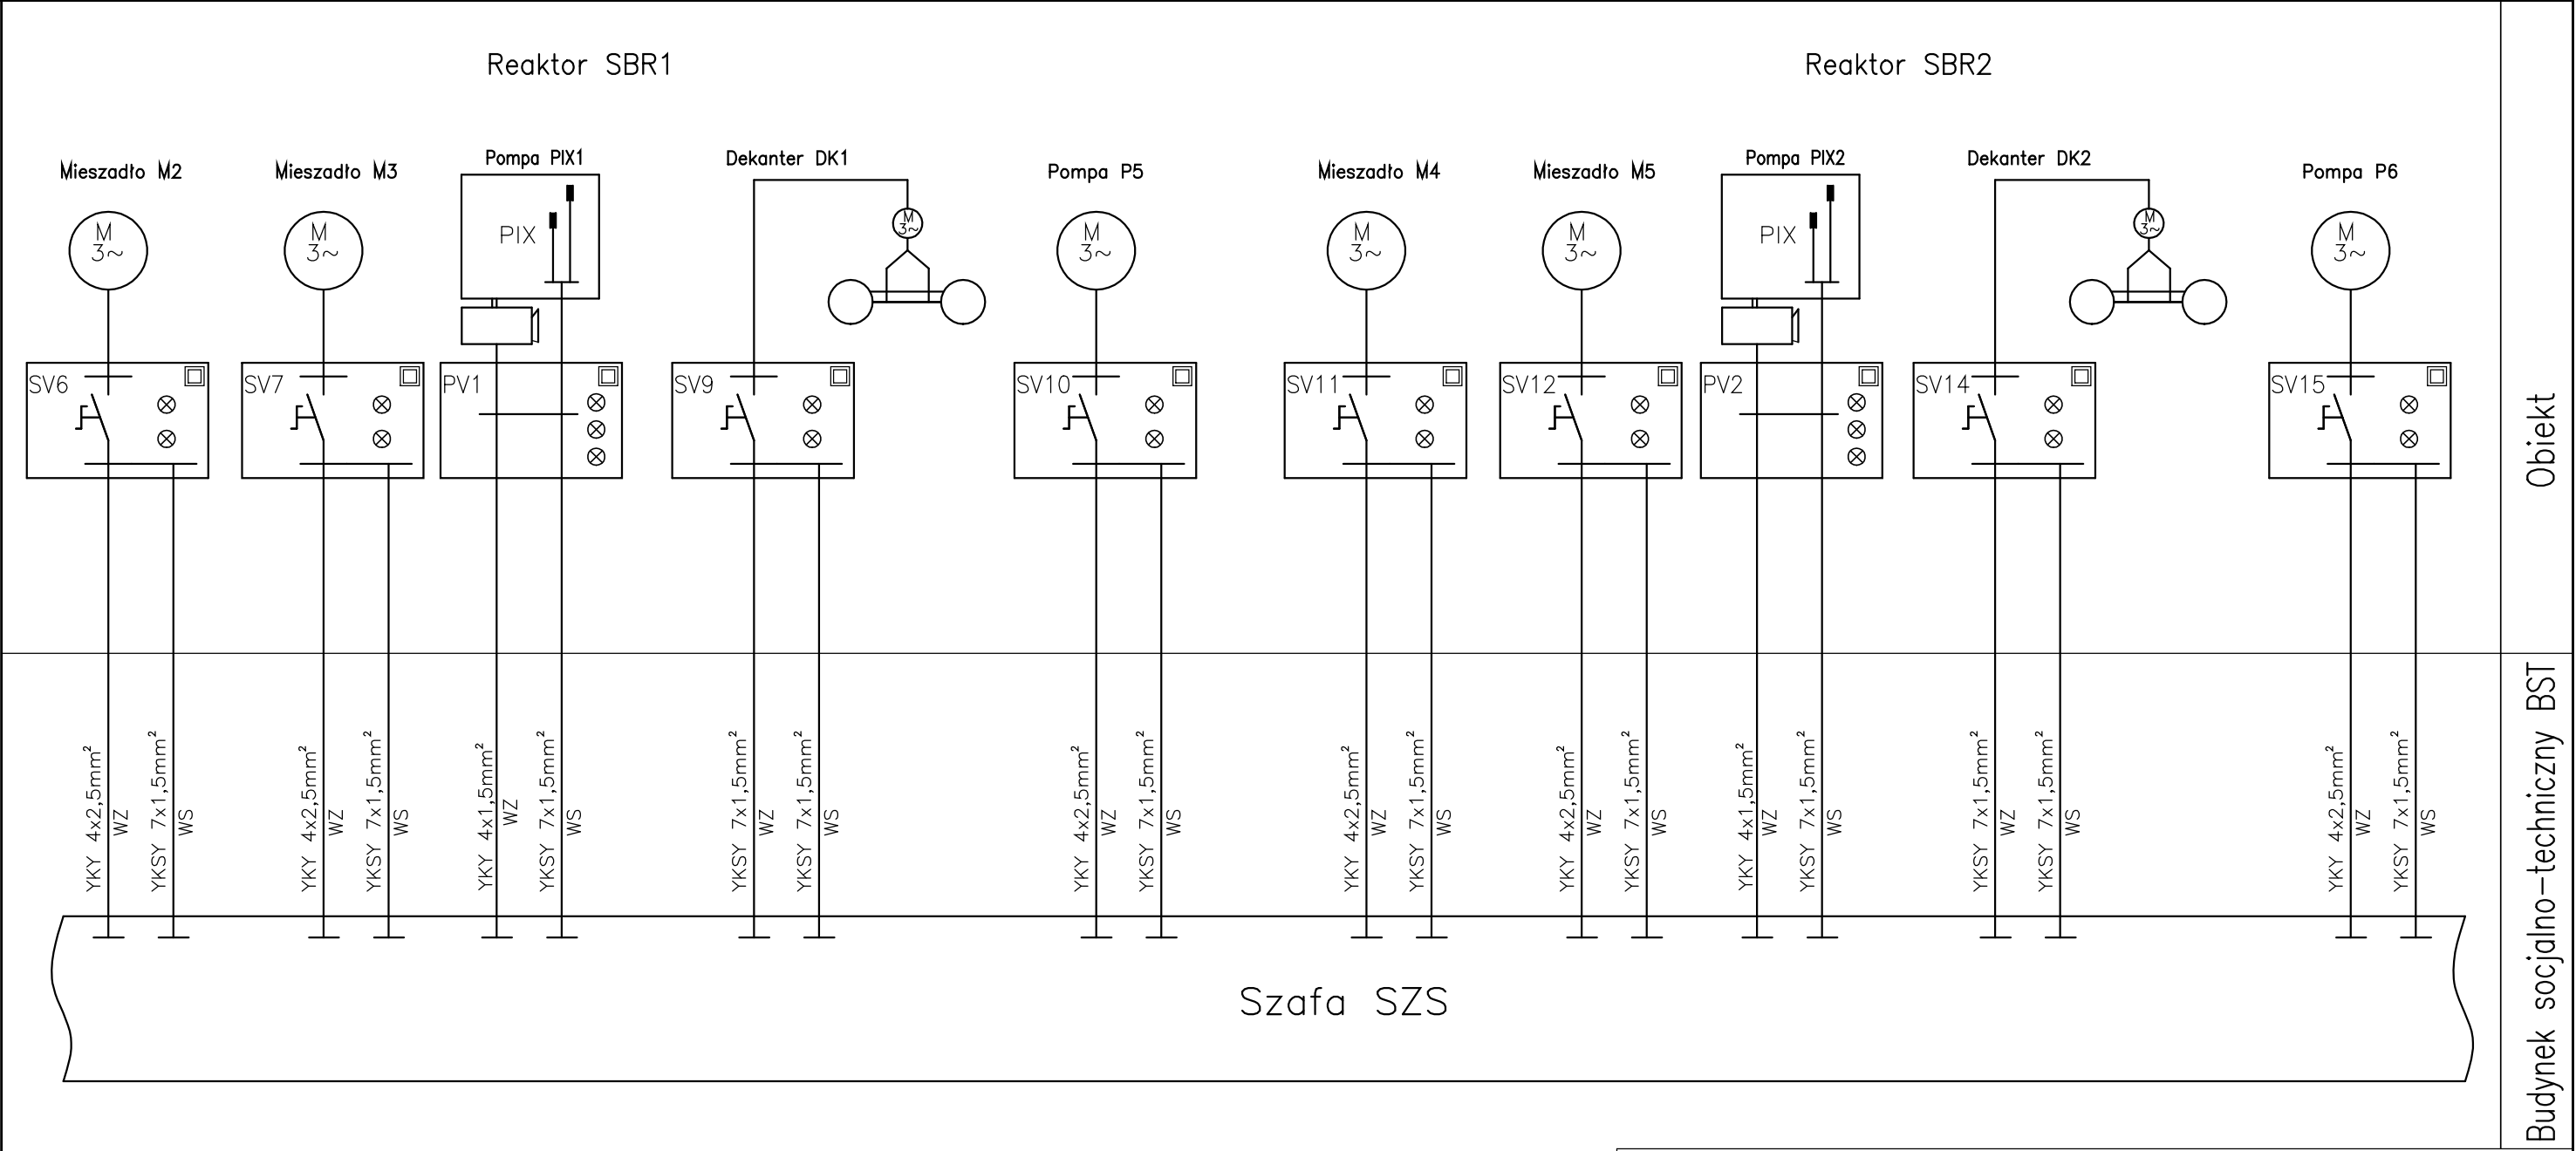 Reaktor SBR1
Reaktor SBR2
Mieszadło M2
Mieszadło M3
Pompa PIX1
Dekanter DK1
Pompa P5
Mieszadło M4
Mieszadło M5
Pompa PIX2
Dekanter DK2
Pompa P6
M
3~
M
3~
PIX
M
3~
M
3~
M
3~
M
3~
PIX
M
3~
M
3~
SV6
SV7
PV1
SV9
SV10
SV11
SV12
PV2
SV14
SV15
Obiekt
YKY 4x2,5mm²
WZ
YKSY 7x1,5mm²
WS
YKY 4x2,5mm²
WZ
YKSY 7x1,5mm²
WS
YKY 4x1,5mm²
WZ
YKSY 7x1,5mm²
WS
YKSY 7x1,5mm²
WZ
YKSY 7x1,5mm²
WS
YKY 4x2,5mm²
WZ
YKSY 7x1,5mm²
WS
YKY 4x2,5mm²
WZ
YKSY 7x1,5mm²
WS
YKY 4x2,5mm²
WZ
YKSY 7x1,5mm²
WS
YKY 4x1,5mm²
WZ
YKSY 7x1,5mm²
WS
YKSY 7x1,5mm²
WZ
YKSY 7x1,5mm²
WS
YKY 4x2,5mm²
WZ
YKSY 7x1,5mm²
WS
Budynek socjalno-techniczny BST
Szafa SZS